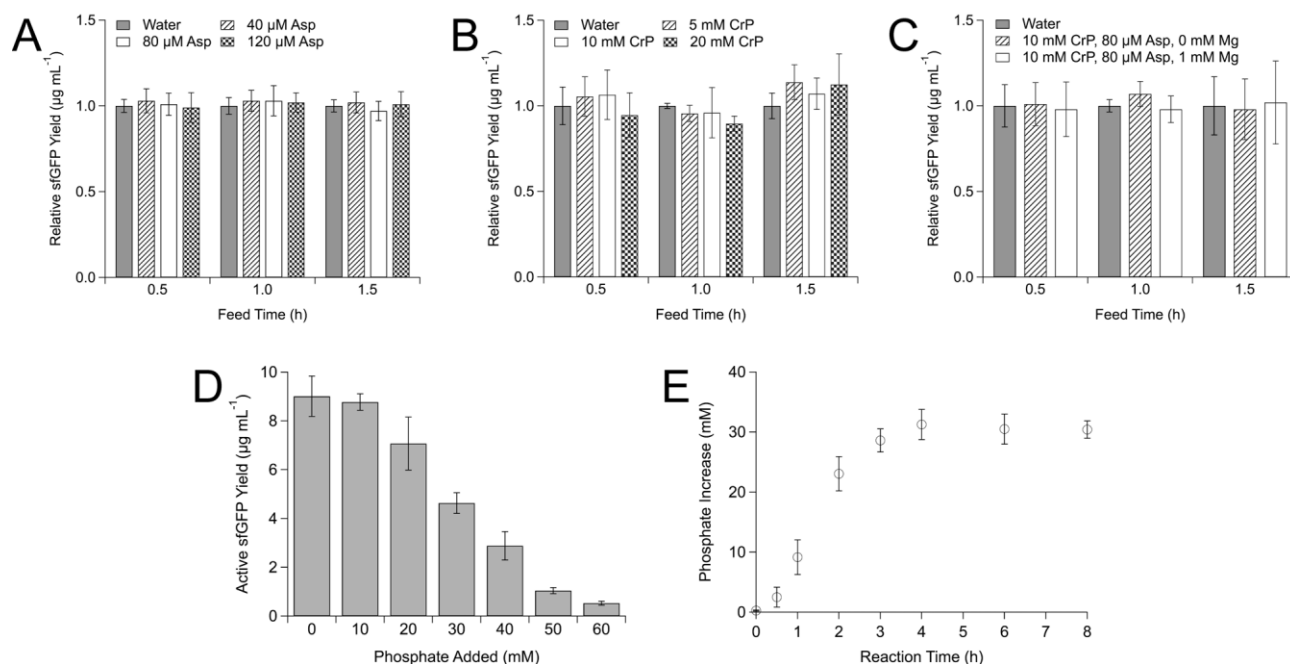 A
Water 40 µM Asp
80 µM Asp 120 µM Asp
Relative sfGFP Yield (µg mL⁻¹)
1.5
1.0
0.5
0.0
0.5 1.0 1.5
Feed Time (h)
B
Water 5 mM CrP
10 mM CrP 20 mM CrP
Relative sfGFP Yield (µg mL⁻¹)
1.5
1.0
0.5
0.0
0.5 1.0 1.5
Feed Time (h)
C
Water
10 mM CrP, 80 µM Asp, 0 mM Mg
10 mM CrP, 80 µM Asp, 1 mM Mg
Relative sfGFP Yield (µg mL⁻¹)
1.5
1.0
0.5
0.0
0.5 1.0 1.5
Feed Time (h)
D
Active sfGFP Yield (µg mL⁻¹)
10
8
6
4
2
0
0 10 20 30 40 50 60
Phosphate Added (mM)
E
Phosphate Increase (mM)
40
30
20
10
0
0 1 2 3 4 5 6 7 8
Reaction Time (h)